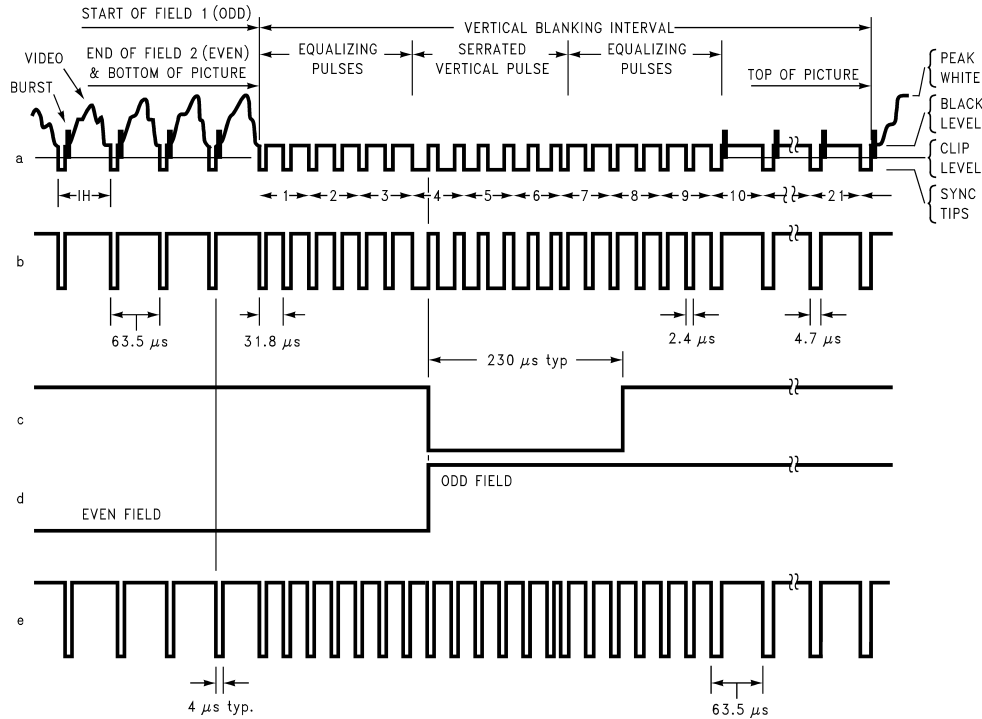 START OF FIELD 1 (ODD)
VERTICAL BLANKING INTERVAL
VIDEO
END OF FIELD 2 (EVEN)
& BOTTOM OF PICTURE
EQUALIZING
PULSES
SERRATED
VERTICAL PULSE
EQUALIZING
PULSES
TOP OF PICTURE
PEAK
WHITE
BURST
BLACK
LEVEL
a
CLIP
LEVEL
IH
1 2 3 4 5 6 7 8 9 10 21
SYNC
TIPS
b
63.5 μs
31.8 μs
2.4 μs
4.7 μs
230 μs typ
c
d
ODD FIELD
EVEN FIELD
e
4 μs typ.
63.5 μs